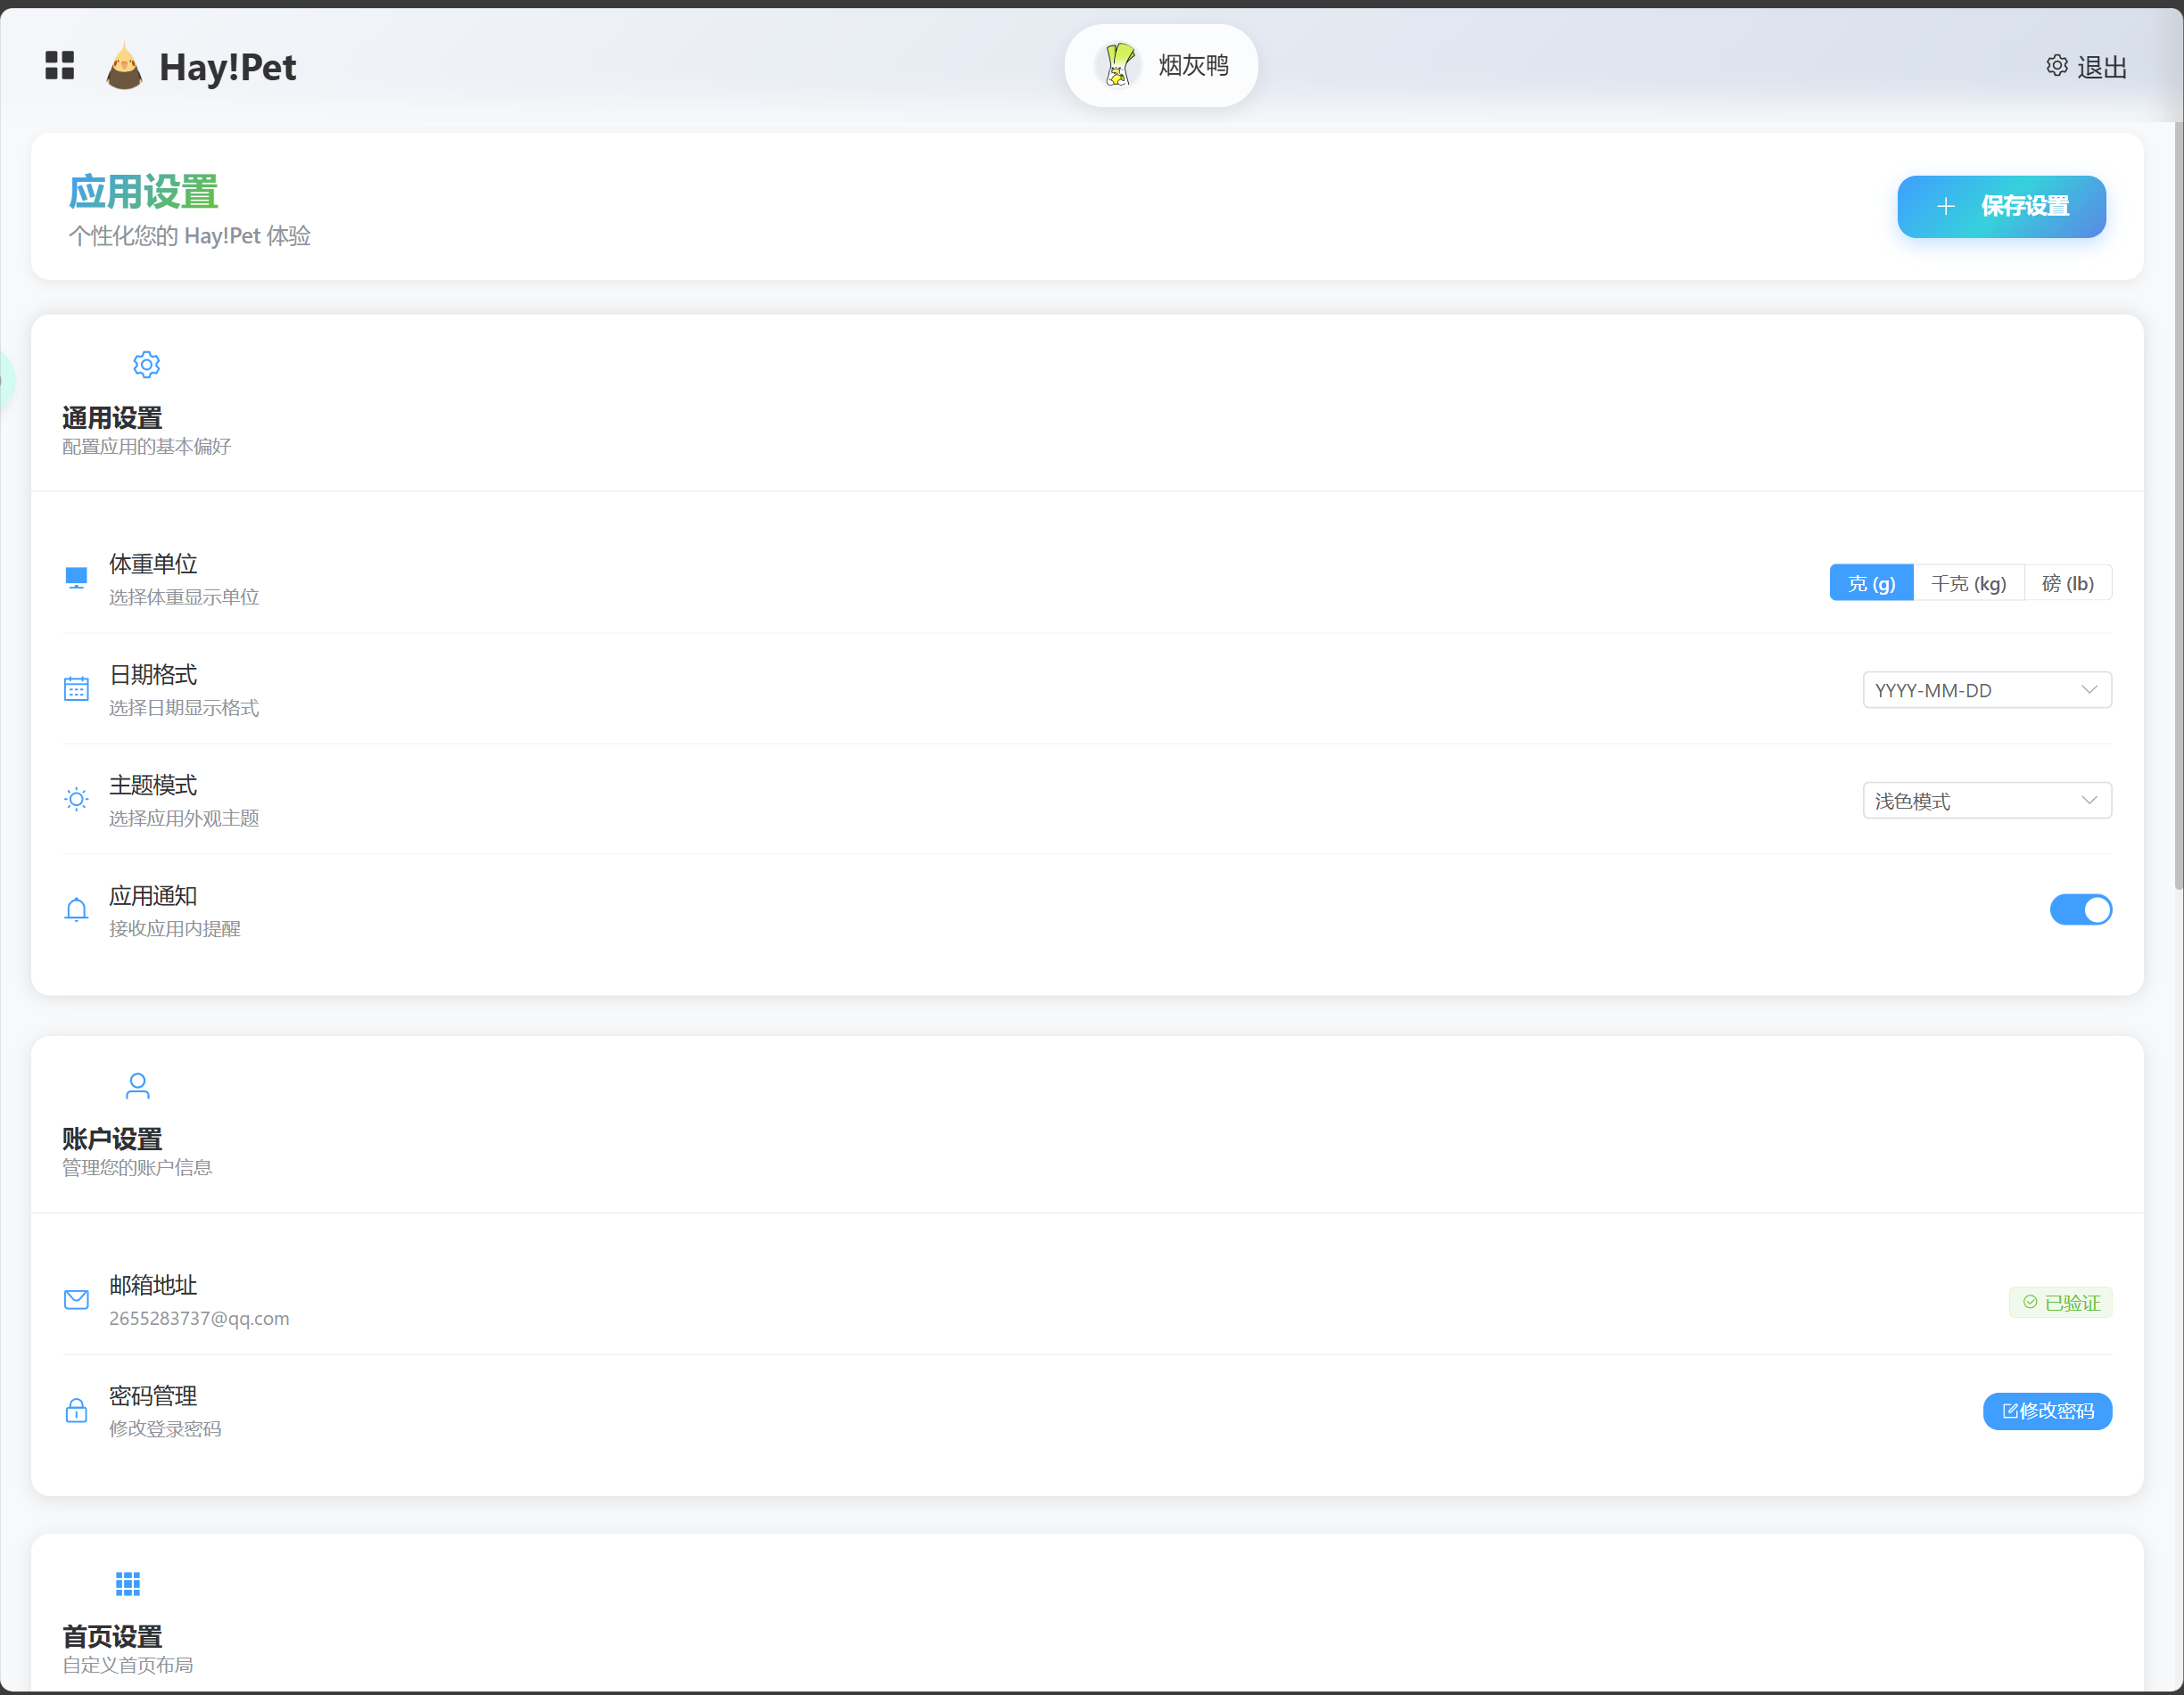 Hay!Pet
烟灰鸭
退出
应用设置
个性化您的 Hay!Pet 体验
保存设置
通用设置
配置应用的基本偏好
体重单位
选择体重显示单位
克 (g) 千克 (kg) 磅 (lb)
日期格式
选择日期显示格式
YYYY-MM-DD
主题模式
选择应用外观主题
浅色模式
应用通知
接收应用内提醒
账户设置
管理您的账户信息
邮箱地址
2655283737@qq.com
已验证
密码管理
修改登录密码
修改密码
首页设置
自定义首页布局